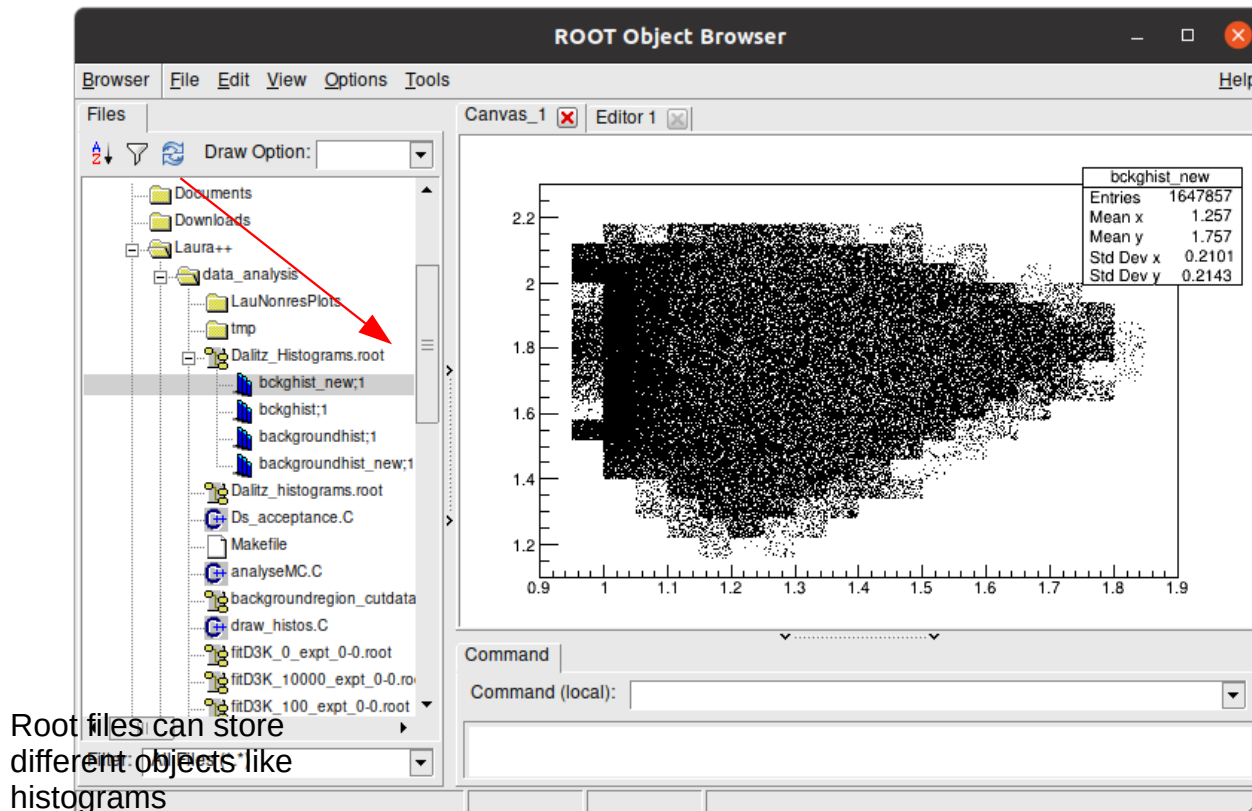 ROOT Object Browser
Browser File Edit View Options Tools Help
Files
Draw Option:
Documents
Downloads
Laura++
data_analysis
LauNonresPlots
tmp
Dalitz_Histograms.root
bckghist_new;1
bckghist;1
backgroundhist;1
backgroundhist_new;1
Dalitz_histograms.root
Ds_acceptance.C
Makefile
analyseMC.C
backgroundregion_cutdata
draw_histos.C
fitD3K_0_expt_0-0.root
fitD3K_10000_expt_0-0.ro
fitD3K_100_expt_0-0.root
Filter: All Files (*.*)
Root files can store
different objects like
histograms
Canvas_1 Editor 1
bckghist_new
Entries 1647857
Mean x 1.257
Mean y 1.757
Std Dev x 0.2101
Std Dev y 0.2143
2.2
2
1.8
1.6
1.4
1.2
0.9 1 1.1 1.2 1.3 1.4 1.5 1.6 1.7 1.8 1.9
Command
Command (local):